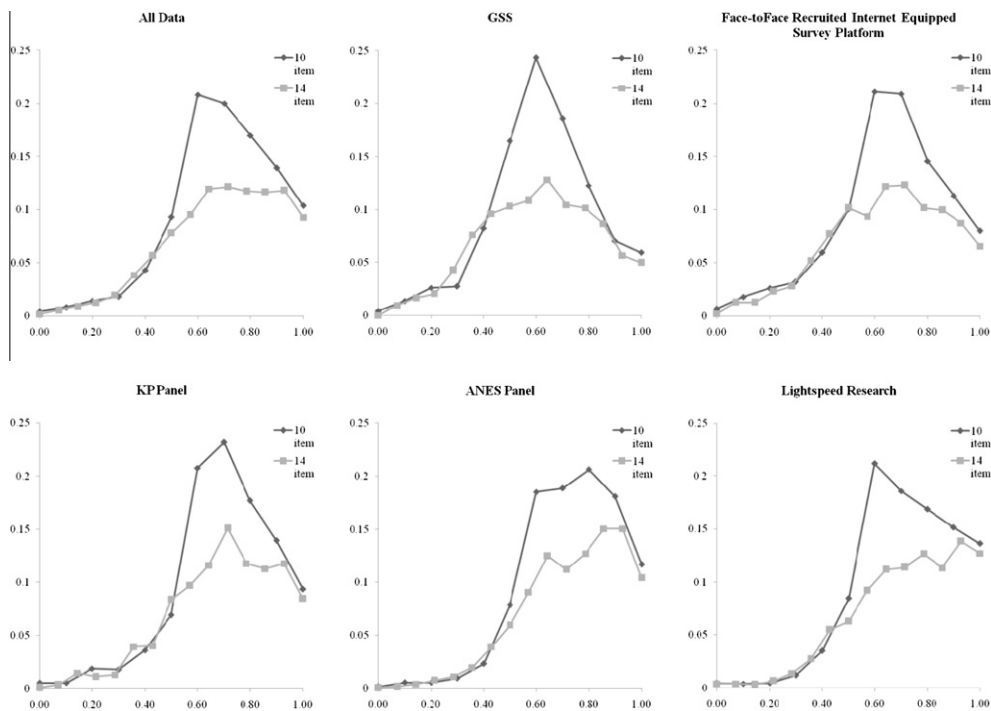 All Data
0.25
0.2
0.15
0.1
0.05
0
0.00 0.20 0.40 0.60 0.80 1.00
10
item
14
item
GSS
0.25
0.2
0.15
0.1
0.05
0
0.00 0.20 0.40 0.60 0.80 1.00
10
item
14
item
Face-toFace Recruited Internet Equipped
Survey Platform
0.25
0.2
0.15
0.1
0.05
0
0.00 0.20 0.40 0.60 0.80 1.00
10
item
14
item
KP Panel
0.25
0.2
0.15
0.1
0.05
0
0.00 0.20 0.40 0.60 0.80 1.00
10
item
14
item
ANES Panel
0.25
0.2
0.15
0.1
0.05
0
0.00 0.20 0.40 0.60 0.80 1.00
10
item
14
item
Lightspeed Research
0.25
0.2
0.15
0.1
0.05
0
0.00 0.20 0.40 0.60 0.80 1.00
10
item
14
item